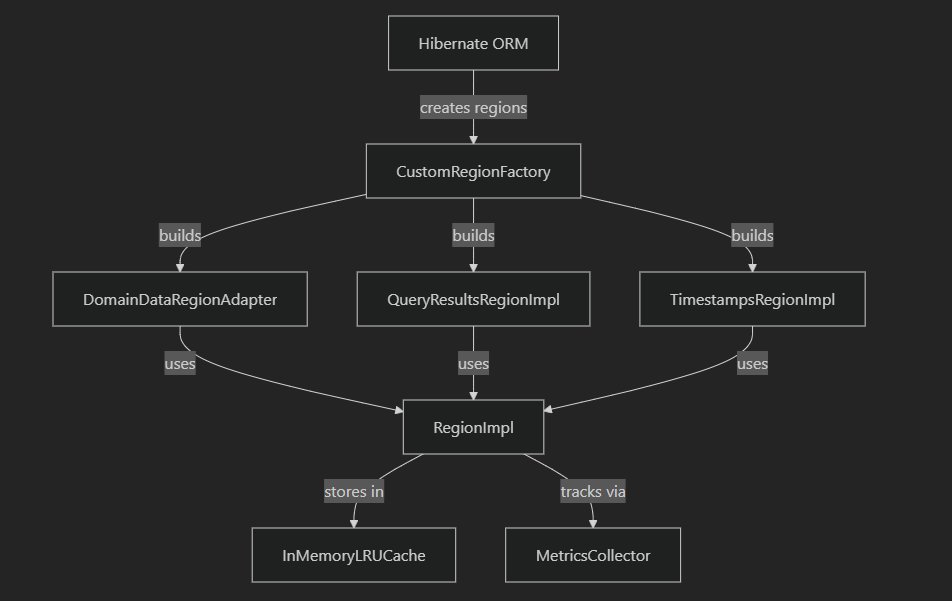 Hibernate ORM
creates regions
CustomRegionFactory
builds
builds
builds
DomainDataRegionAdapter
QueryResultsRegionImpl
TimestampsRegionImpl
uses
uses
uses
RegionImpl
stores in
tracks via
InMemoryLRUCache
MetricsCollector